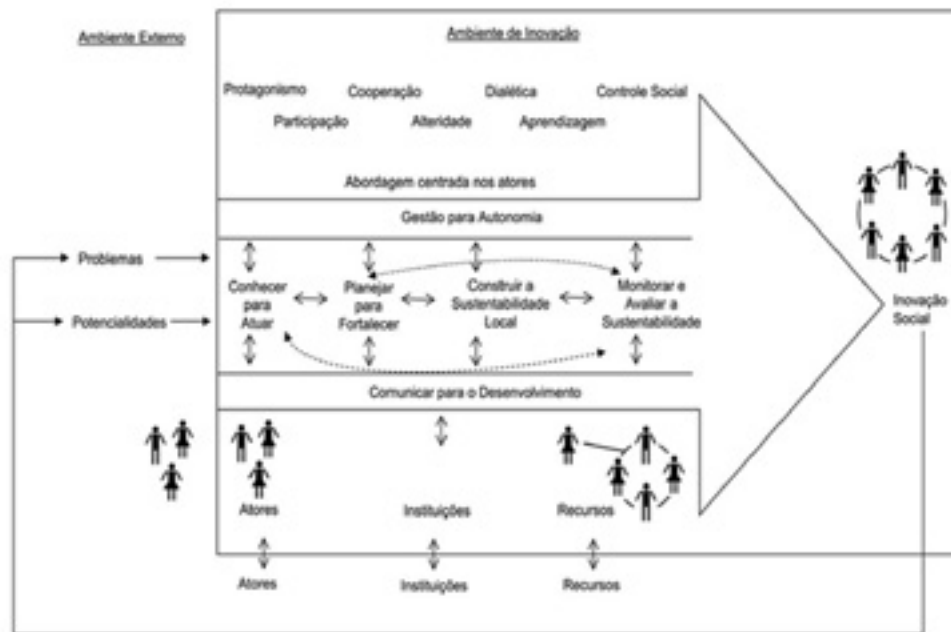 Ambiente Externo
Ambiente de Inovação
Protagonismo
Cooperação
Dialética
Controle Social
Participação
Alteridade
Aprendizagem
Abordagem centrada nos atores
Gestão para Autonomia
Problemas
Potencialidades
Conhecer
para
Atuar
Planejar
para
Fortalecer
Construir a
Sustentabilidade
Local
Monitorar e
Avaliar a
Sustentabilidade
Inovação
Social
Comunicar para o Desenvolvimento
Atores
Instituições
Recursos
Atores
Instituições
Recursos